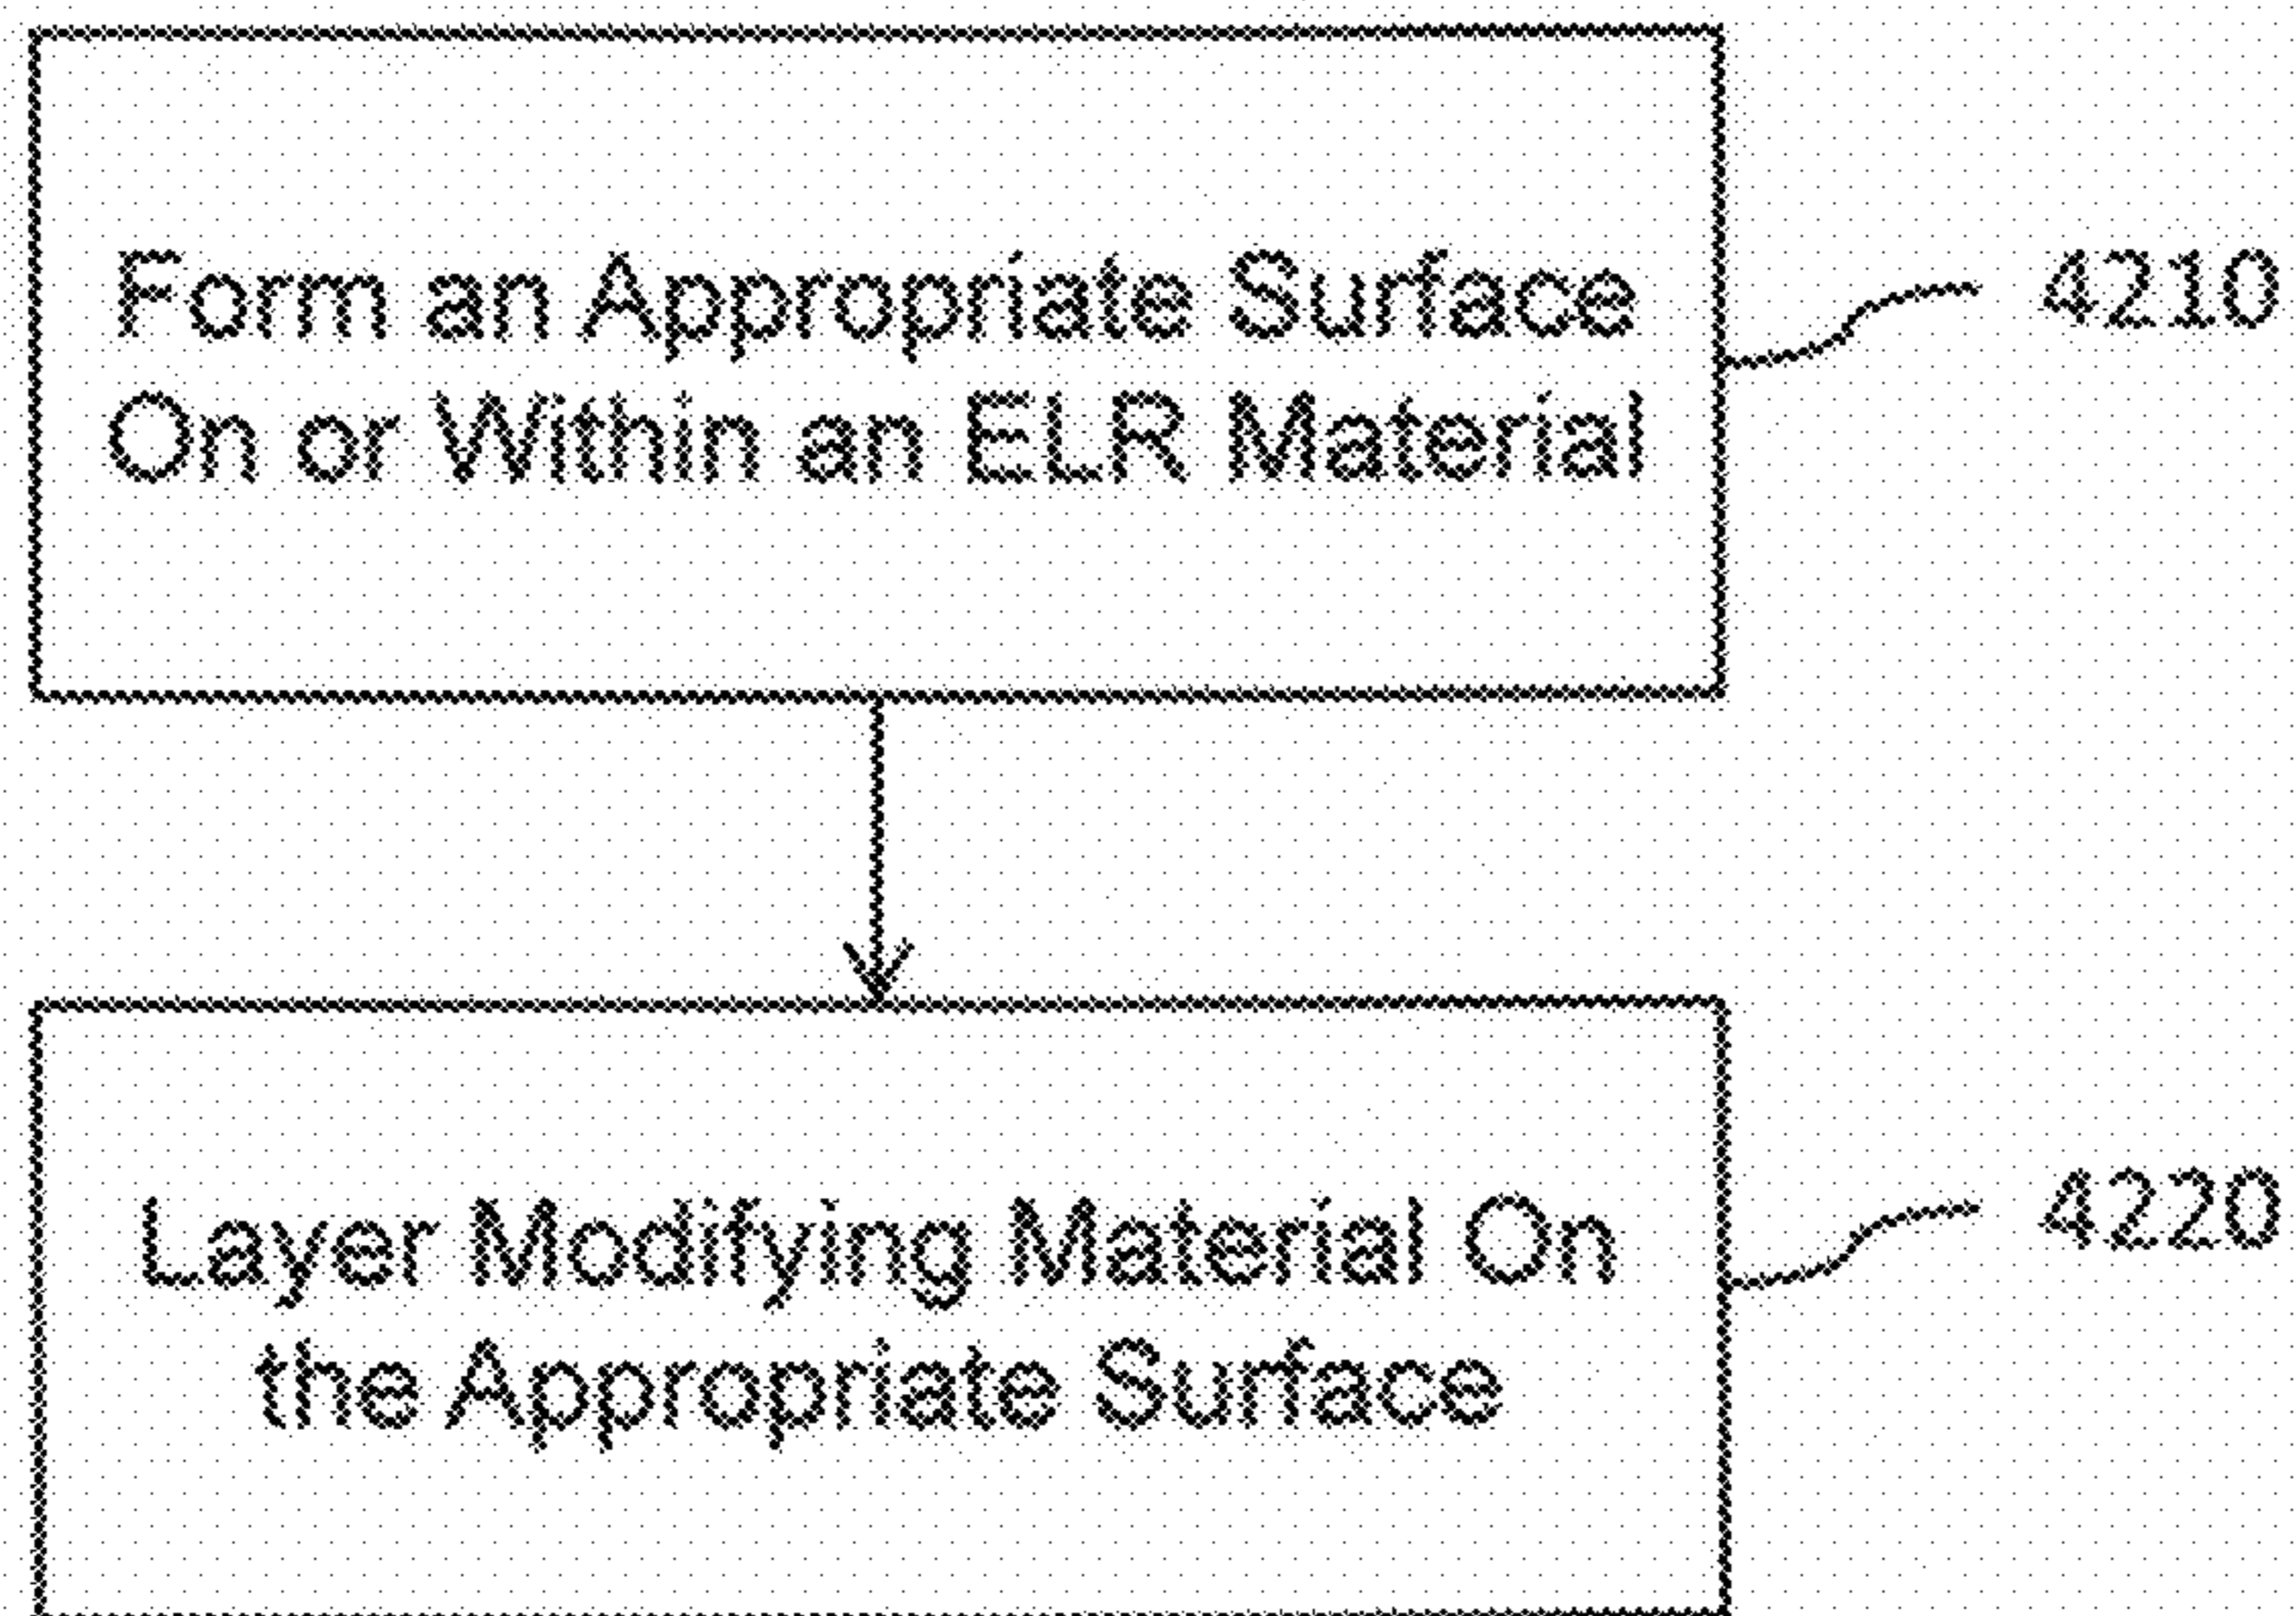 Form an Appropriate Surface
On or Within an ELR Material
4210
Layer Modifying Material On
the Appropriate Surface
4220